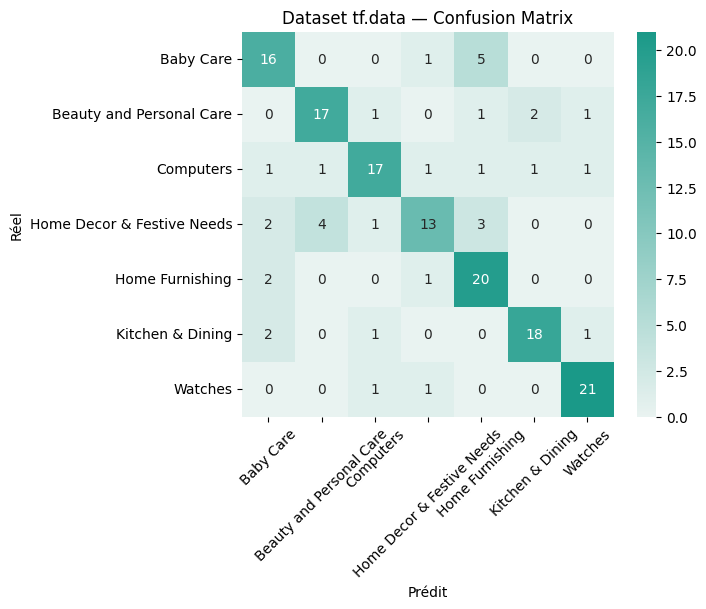 Dataset tf.data — Confusion Matrix
Réel
Baby Care 16 0 0 1 5 0 0
Beauty and Personal Care 0 17 1 0 1 2 1
Computers 1 1 17 1 1 1 1
Home Decor & Festive Needs 2 4 1 13 3 0 0
Home Furnishing 2 0 0 1 20 0 0
Kitchen & Dining 2 0 1 0 0 18 1
Watches 0 0 1 1 0 0 21
Baby Care
Beauty and Personal Care
Computers
Home Decor & Festive Needs
Home Furnishing
Kitchen & Dining
Watches
Prédit
20.0
17.5
15.0
12.5
10.0
7.5
5.0
2.5
0.0